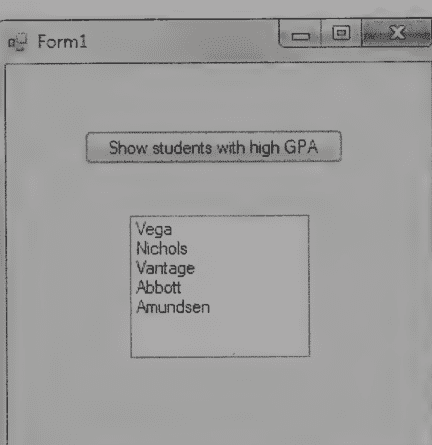 Form1
Show students with high GPA
Vega
Nichols
Vantage
Abbott
Amundsen